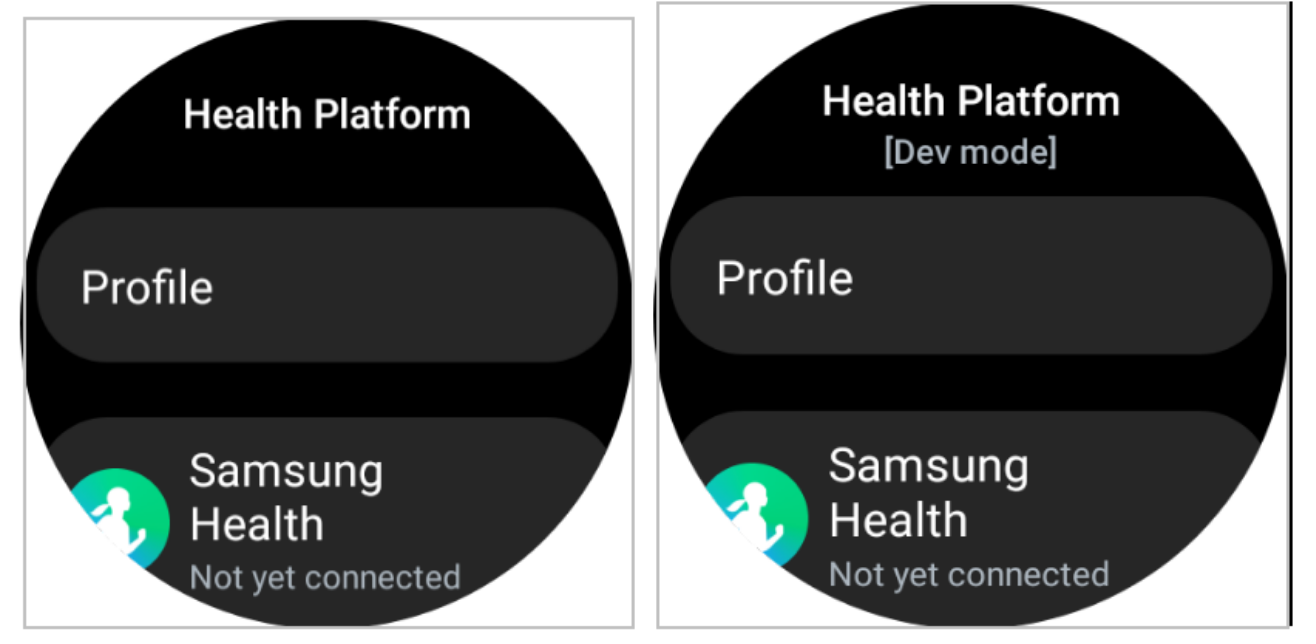 Health Platform
Profile
Samsung
Health
Not yet connected
Health Platform
[Dev mode]
Profile
Samsung
Health
Not yet connected